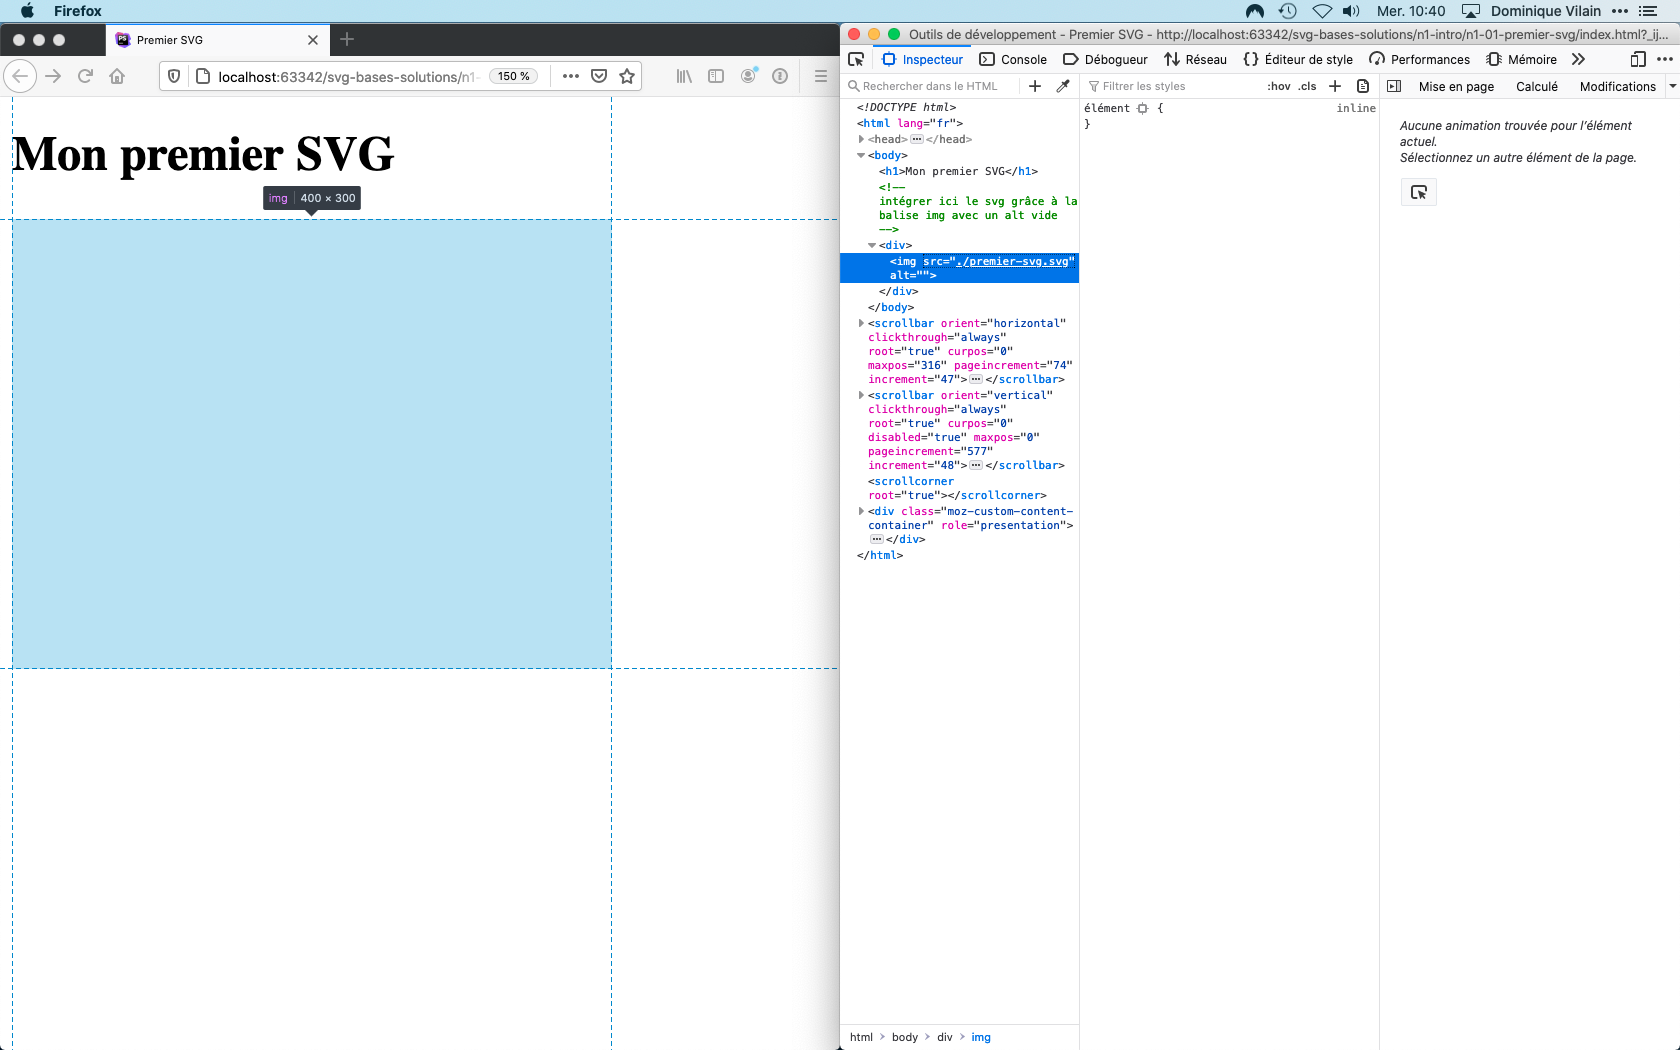 Firefox
Mer. 10:40
Dominique Vilain
Premier SVG
localhost:63342/svg-bases-solutions/n1-
150 %
Mon premier SVG
img 400 × 300
Outils de développement - Premier SVG - http://localhost:63342/svg-bases-solutions/n1-intro/n1-01-premier-svg/index.html?_ij...
Inspecteur
Console
Débogueur
Réseau
Éditeur de style
Performances
Mémoire
Rechercher dans le HTML
Filtrer les styles
:hov .cls
Mise en page
Calculé
Modifications
<!DOCTYPE html>
<html lang="fr">
<head>…</head>
<body>
<h1>Mon premier SVG</h1>
<!--
intégrer ici le svg grâce à la
balise img avec un alt vide
-->
<div>
<img src="./premier-svg.svg"
alt="">
</div>
</body>
<scrollbar orient="horizontal"
clickthrough="always"
root="true" curpos="0"
maxpos="316" pageincrement="74"
increment="47">…</scrollbar>
<scrollbar orient="vertical"
clickthrough="always"
root="true" curpos="0"
disabled="true" maxpos="0"
pageincrement="577"
increment="48">…</scrollbar>
<scrollcorner
root="true"></scrollcorner>
<div class="moz-custom-content-
container" role="presentation">
…</div>
</html>
élément {
inline
}
Aucune animation trouvée pour l'élément
actuel.
Sélectionnez un autre élément de la page.
html > body > div > img